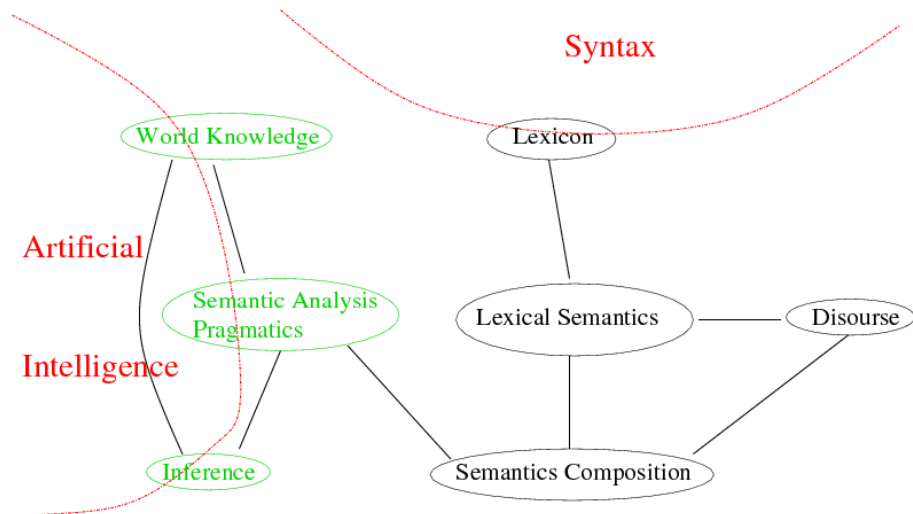 Syntax
World Knowledge
Lexicon
Artificial
Semantic Analysis
Pragmatics
Lexical Semantics
Disourse
Intelligence
Inference
Semantics Composition